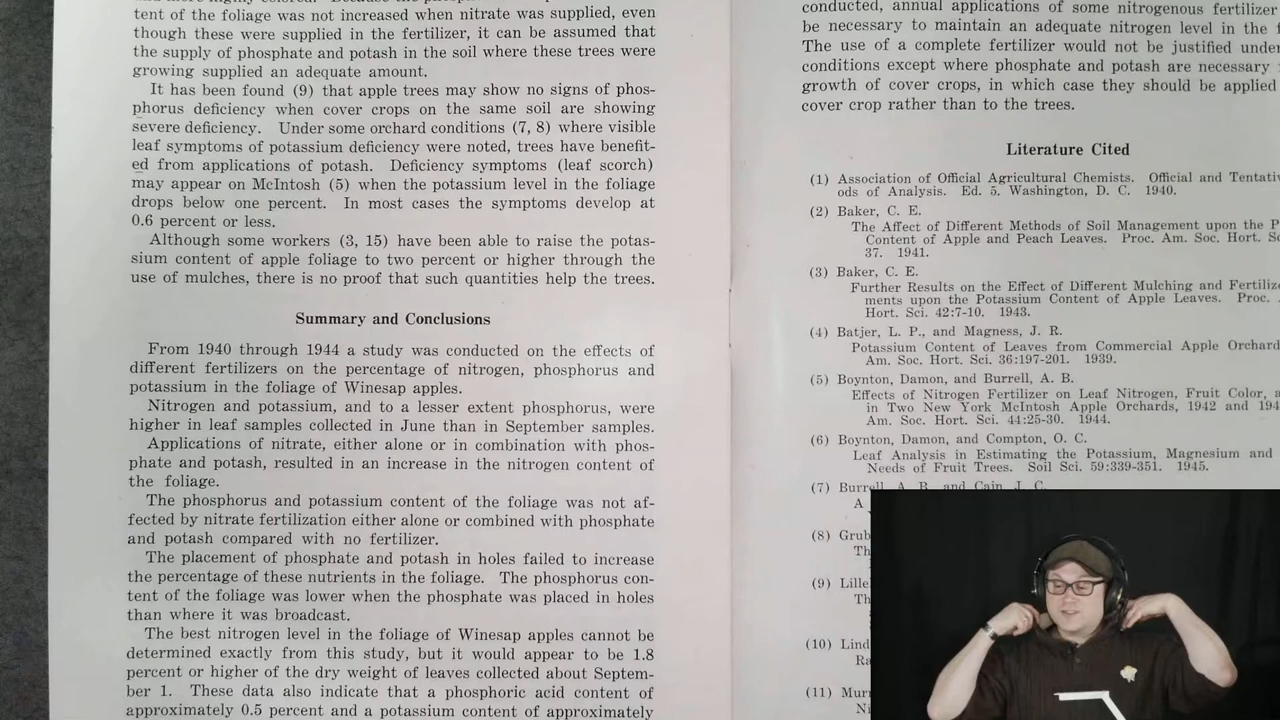 tent of the foliage was not increased when nitrate was supplied, even
though these were supplied in the fertilizer, it can be assumed that
the supply of phosphate and potash in the soil where these trees were
growing supplied an adequate amount.
It has been found (9) that apple trees may show no signs of phos-
phorus deficiency when cover crops on the same soil are showing
severe deficiency. Under some orchard conditions (7, 8) where visible
leaf symptoms of potassium deficiency were noted, trees have benefit-
ed from applications of potash. Deficiency symptoms (leaf scorch)
may appear on McIntosh (5) when the potassium level in the foliage
drops below one percent. In most cases the symptoms develop at
0.6 percent or less.
Although some workers (3, 15) have been able to raise the potas-
sium content of apple foliage to two percent or higher through the
use of mulches, there is no proof that such quantities help the trees.
Summary and Conclusions
From 1940 through 1944 a study was conducted on the effects of
different fertilizers on the percentage of nitrogen, phosphorus and
potassium in the foliage of Winesap apples.
Nitrogen and potassium, and to a lesser extent phosphorus, were
higher in leaf samples collected in June than in September samples.
Applications of nitrate, either alone or in combination with phos-
phate and potash, resulted in an increase in the nitrogen content of
the foliage.
The phosphorus and potassium content of the foliage was not af-
fected by nitrate fertilization either alone or combined with phosphate
and potash compared with no fertilizer.
The placement of phosphate and potash in holes failed to increase
the percentage of these nutrients in the foliage. The phosphorus con-
tent of the foliage was lower when the phosphate was placed in holes
than where it was broadcast.
The best nitrogen level in the foliage of Winesap apples cannot be
determined exactly from this study, but it would appear to be 1.8
percent or higher of the dry weight of leaves collected about Septem-
ber 1. These data also indicate that a phosphoric acid content of
approximately 0.5 percent and a potassium content of approximately
conducted, annual applications of some nitrogenous fertilizer
be necessary to maintain an adequate nitrogen level in the
The use of a complete fertilizer would not be justified under
conditions except where phosphate and potash are necessary
growth of cover crops, in which case they should be applied
cover crop rather than to the trees.
Literature Cited
(1) Association of Official Agricultural Chemists. Official and Tentativ
ods of Analysis. Ed. 5. Washington, D. C. 1940.
(2) Baker, C. E.
The Affect of Different Methods of Soil Management upon the P
Content of Apple and Peach Leaves. Proc. Am. Soc. Hort. Sc
37. 1941.
(3) Baker, C. E.
Further Results on the Effect of Different Mulching and Fertilize
ments upon the Potassium Content of Apple Leaves. Proc.
Hort. Sci. 42:7-10. 1943.
(4) Batjer, L. P., and Magness, J. R.
Potassium Content of Leaves from Commercial Apple Orchard
Am. Soc. Hort. Sci. 36:197-201. 1939.
(5) Boynton, Damon, and Burrell, A. B.
Effects of Nitrogen Fertilizer on Leaf Nitrogen, Fruit Color, a
in Two New York McIntosh Apple Orchards, 1942 and 194
Am. Soc. Hort. Sci. 44:25-30. 1944.
(6) Boynton, Damon, and Compton, O. C.
Leaf Analysis in Estimating the Potassium, Magnesium and
Needs of Fruit Trees. Soil Sci. 59:339-351. 1945.
(7) Burrell, A. B., and Cain, J. C.
A
(8) Grub
Th
(9) Lille
Th
(10) Lind
Ra
(11) Murn
Ni